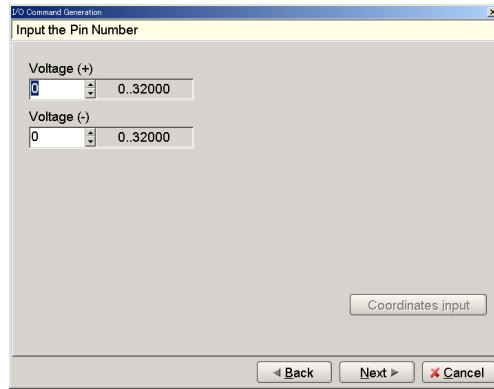 I/O Command Generation
Input the Pin Number
Voltage (+)
0 0..32000
Voltage (-)
0 0..32000
Coordinates input
Back Next Cancel